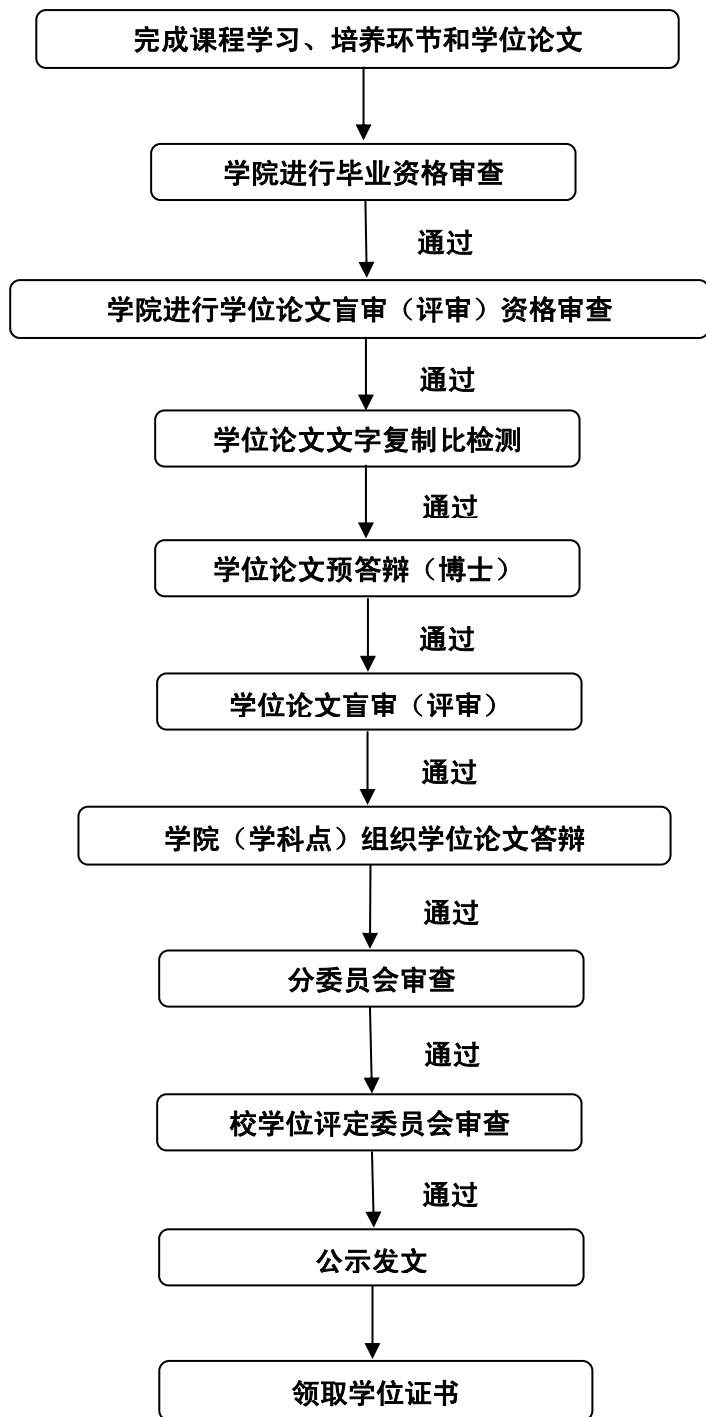 完成课程学习、培养环节和学位论文
学院进行毕业资格审查
通过
学院进行学位论文盲审（评审）资格审查
通过
学位论文文字复制比检测
通过
学位论文预答辩（博士）
通过
学位论文盲审（评审）
通过
学院（学科点）组织学位论文答辩
通过
分委员会审查
通过
校学位评定委员会审查
通过
公示发文
领取学位证书